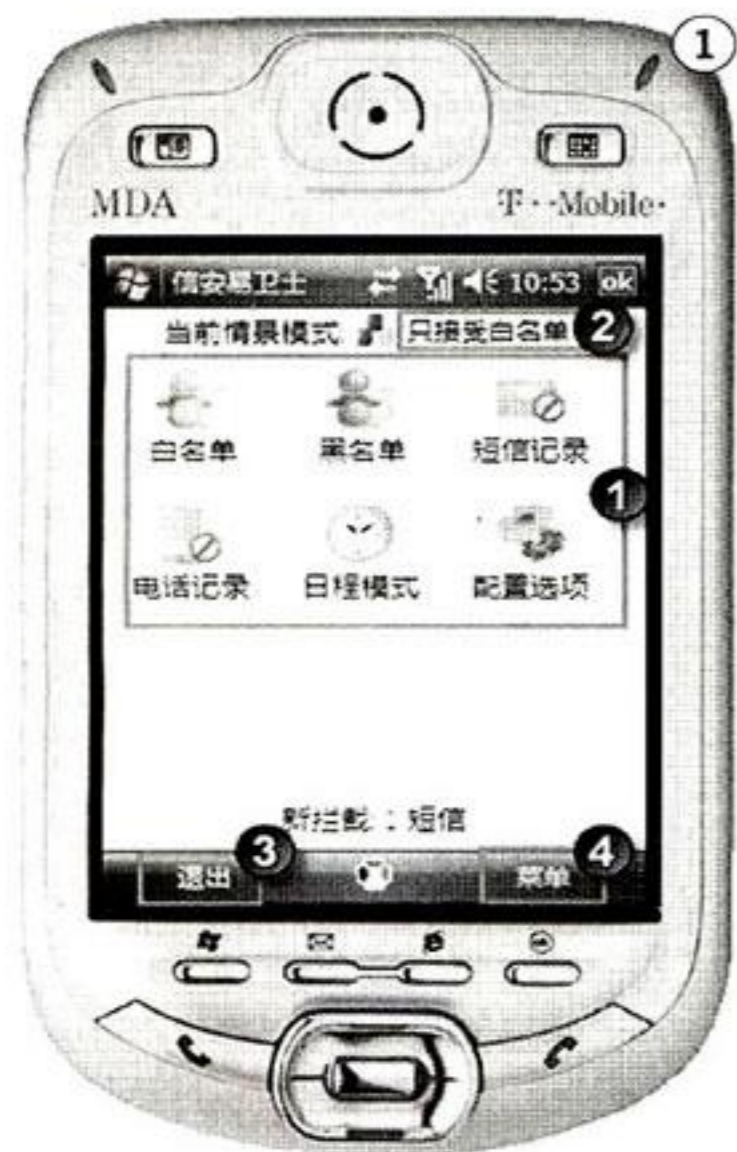 1
MDA T··Mobile·
信安易卫士 10:53 ok
当前情景模式 只接受白名单 2
白名单 黑名单 短信记录
1
电话记录 日程模式 配置选项
新拦截：短信
3 4
退出 菜单